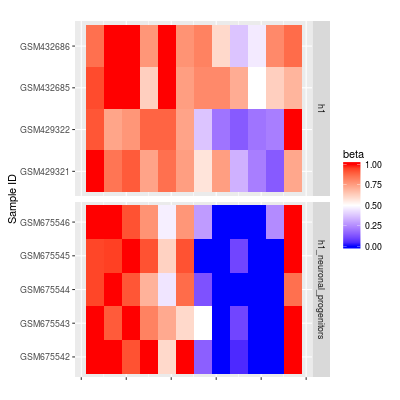 GSM432686
GSM432685
GSM429322
GSM429321
h1
GSM675546
GSM675545
GSM675544
GSM675543
GSM675542
h1_neuronal_progenitors
Sample ID
beta
1.00
0.75
0.50
0.25
0.00